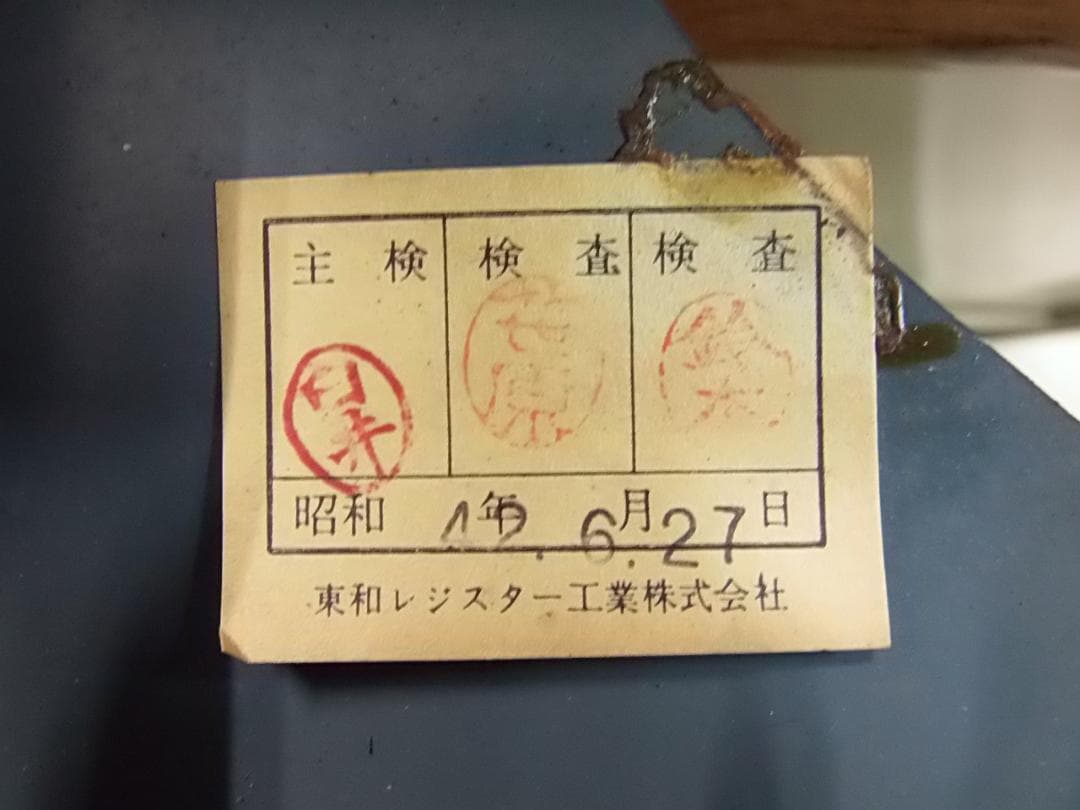 主検 検査 検査
昭和 年 月 日
42. 6. 27
東和レジスター工業株式会社